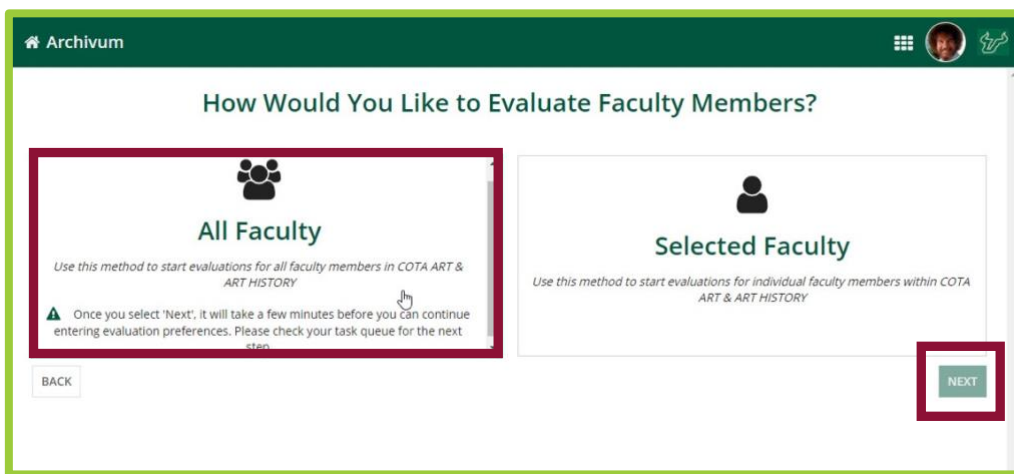 Archivum
How Would You Like to Evaluate Faculty Members?
All Faculty
Use this method to start evaluations for all faculty members in COTA ART &
ART HISTORY
Once you select 'Next', it will take a few minutes before you can continue
entering evaluation preferences. Please check your task queue for the next
step
Selected Faculty
Use this method to start evaluations for individual faculty members within COTA
ART & ART HISTORY
BACK
NEXT